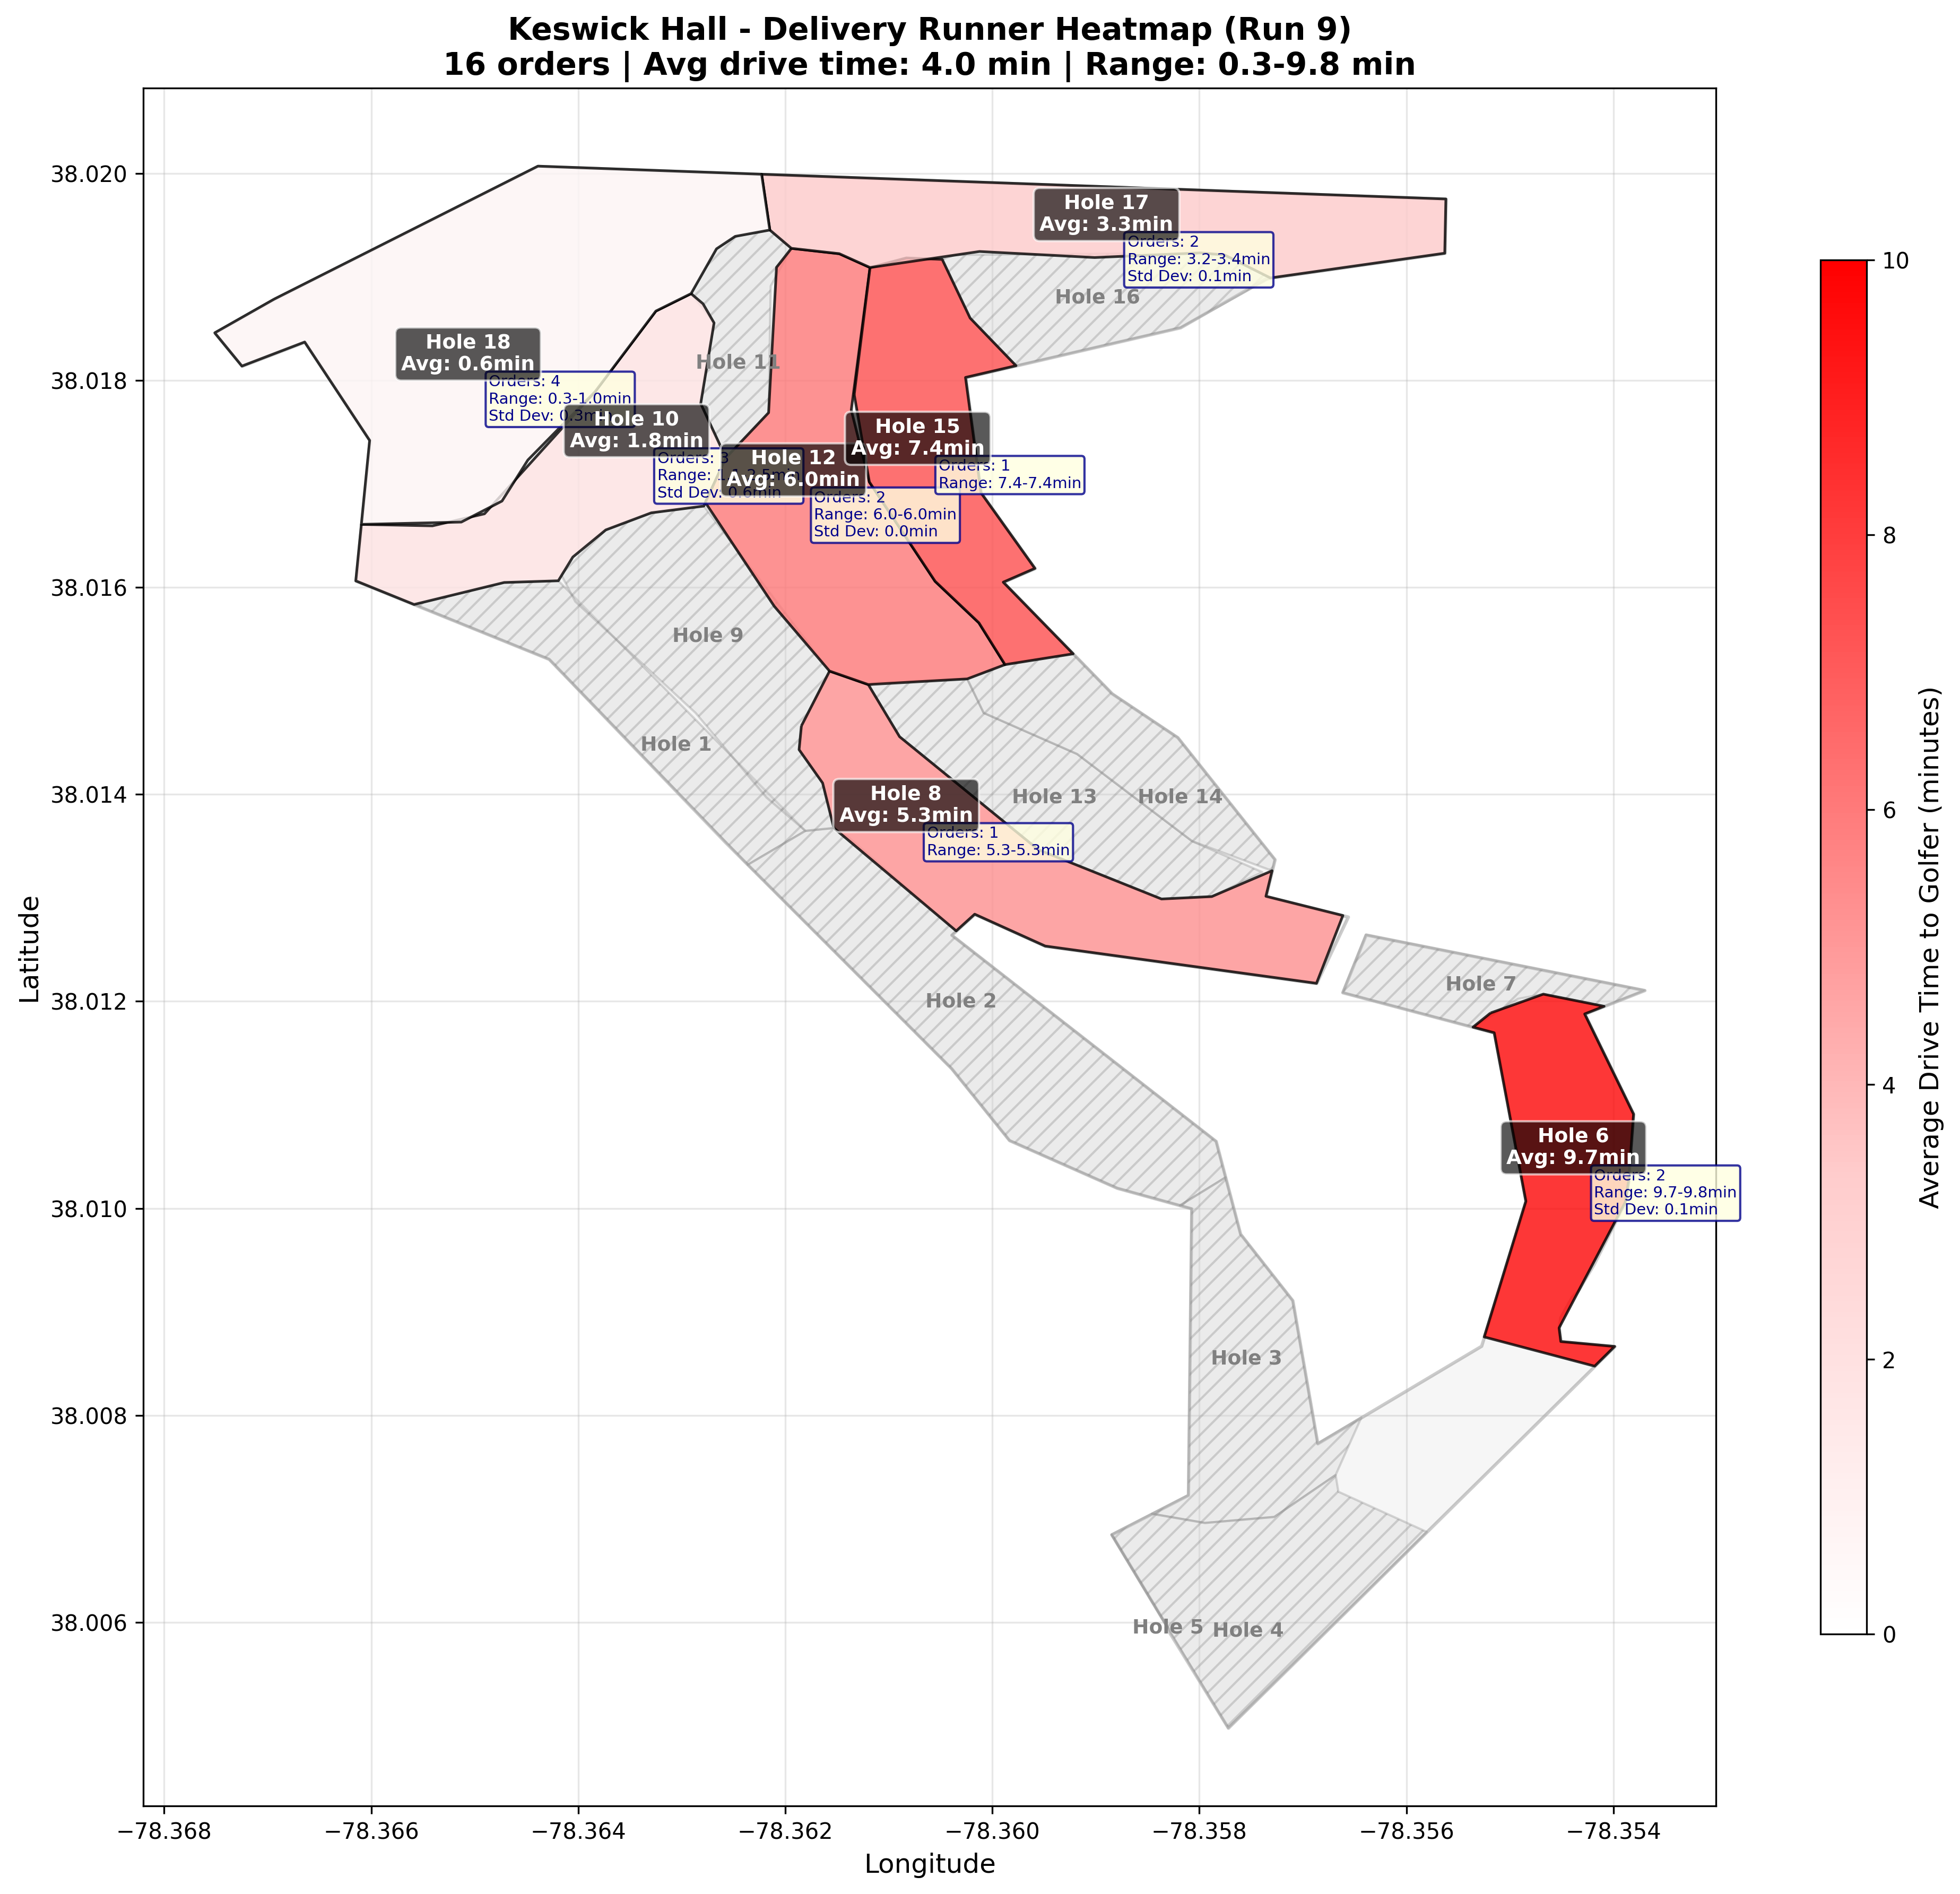 Keswick Hall - Delivery Runner Heatmap (Run 9)
16 orders | Avg drive time: 4.0 min | Range: 0.3-9.8 min
Hole 17
Avg: 3.3min
Orders: 2
Range: 3.2-3.4min
Std Dev: 0.1min
Hole 16
Hole 18
Avg: 0.6min
Orders: 4
Range: 0.3-1.0min
Std Dev: 0.3min
Hole 11
Hole 10
Avg: 1.8min
Orders: 3
Range:
Std Dev: 0.6min
Hole 12
Avg: 6.0min
Orders: 2
Range: 6.0-6.0min
Std Dev: 0.0min
Hole 15
Avg: 7.4min
Orders: 1
Range: 7.4-7.4min
Hole 9
Hole 1
Hole 8
Avg: 5.3min
Orders: 1
Range: 5.3-5.3min
Hole 13
Hole 14
Hole 2
Hole 7
Hole 6
Avg: 9.7min
Orders: 2
Range: 9.7-9.8min
Std Dev: 0.1min
Hole 3
Hole 5
Hole 4
38.020
38.018
38.016
38.014
38.012
38.010
38.008
38.006
Latitude
−78.368
−78.366
−78.364
−78.362
−78.360
−78.358
−78.356
−78.354
Longitude
10
8
6
4
2
0
Average Drive Time to Golfer (minutes)